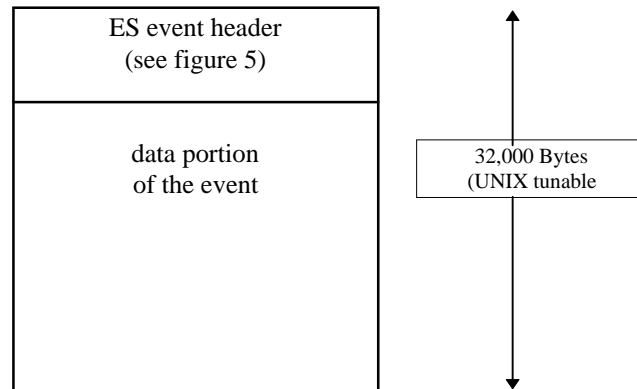 ES event header
(see figure 5)
data portion
of the event
32,000 Bytes
(UNIX tunable